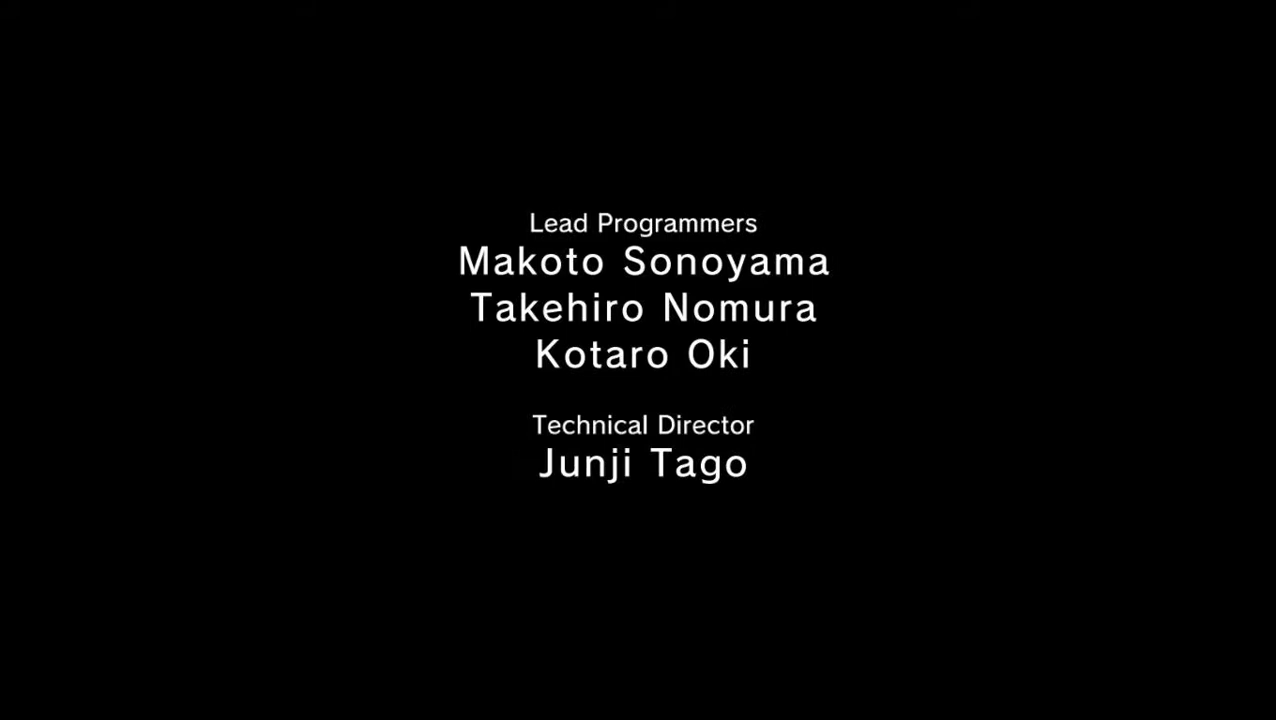 Lead Programmers
Makoto Sonoyama
Takehiro Nomura
Kotaro Oki
Technical Director
Junji Tago